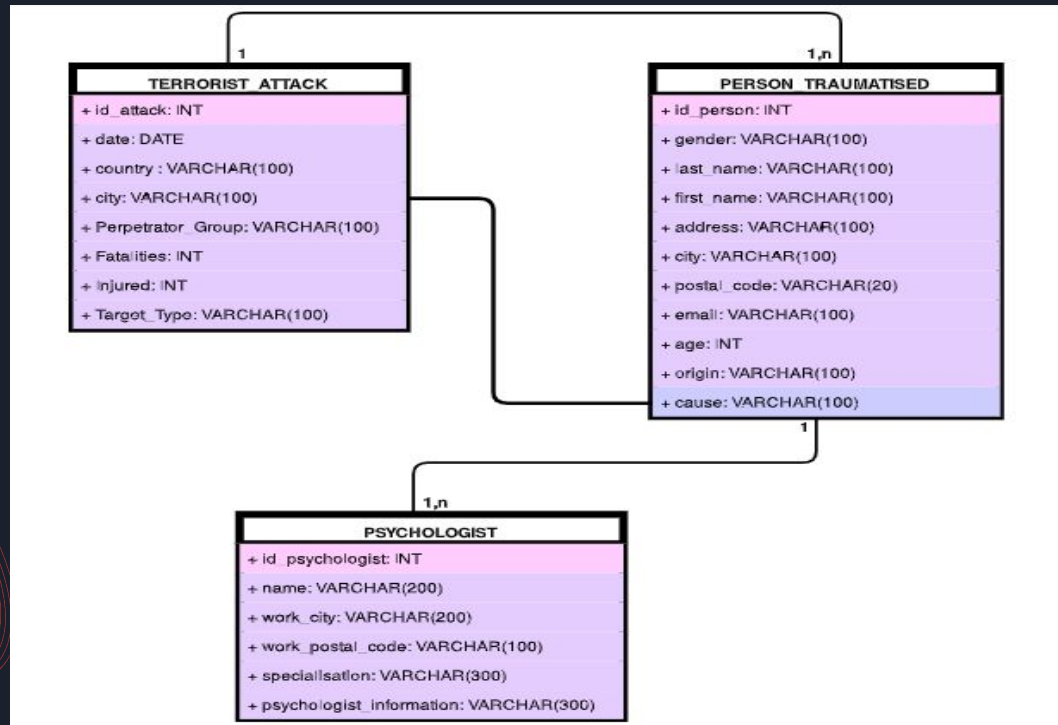 1
1,n
TERRORIST_ATTACK
+ id_attack: INT
+ date: DATE
+ country : VARCHAR(100)
+ city: VARCHAR(100)
+ Perpetrator_Group: VARCHAR(100)
+ Fatalities: INT
+ Injured: INT
+ Target_Type: VARCHAR(100)
PERSON_TRAUMATISED
+ id_person: INT
+ gender: VARCHAR(100)
+ last_name: VARCHAR(100)
+ first_name: VARCHAR(100)
+ address: VARCHAR(100)
+ city: VARCHAR(100)
+ postal_code: VARCHAR(20)
+ email: VARCHAR(100)
+ age: INT
+ origin: VARCHAR(100)
+ cause: VARCHAR(100)
1
1,n
PSYCHOLOGIST
+ id_psychologist: INT
+ name: VARCHAR(200)
+ work_city: VARCHAR(200)
+ work_postal_code: VARCHAR(100)
+ specialisation: VARCHAR(300)
+ psychologist_information: VARCHAR(300)